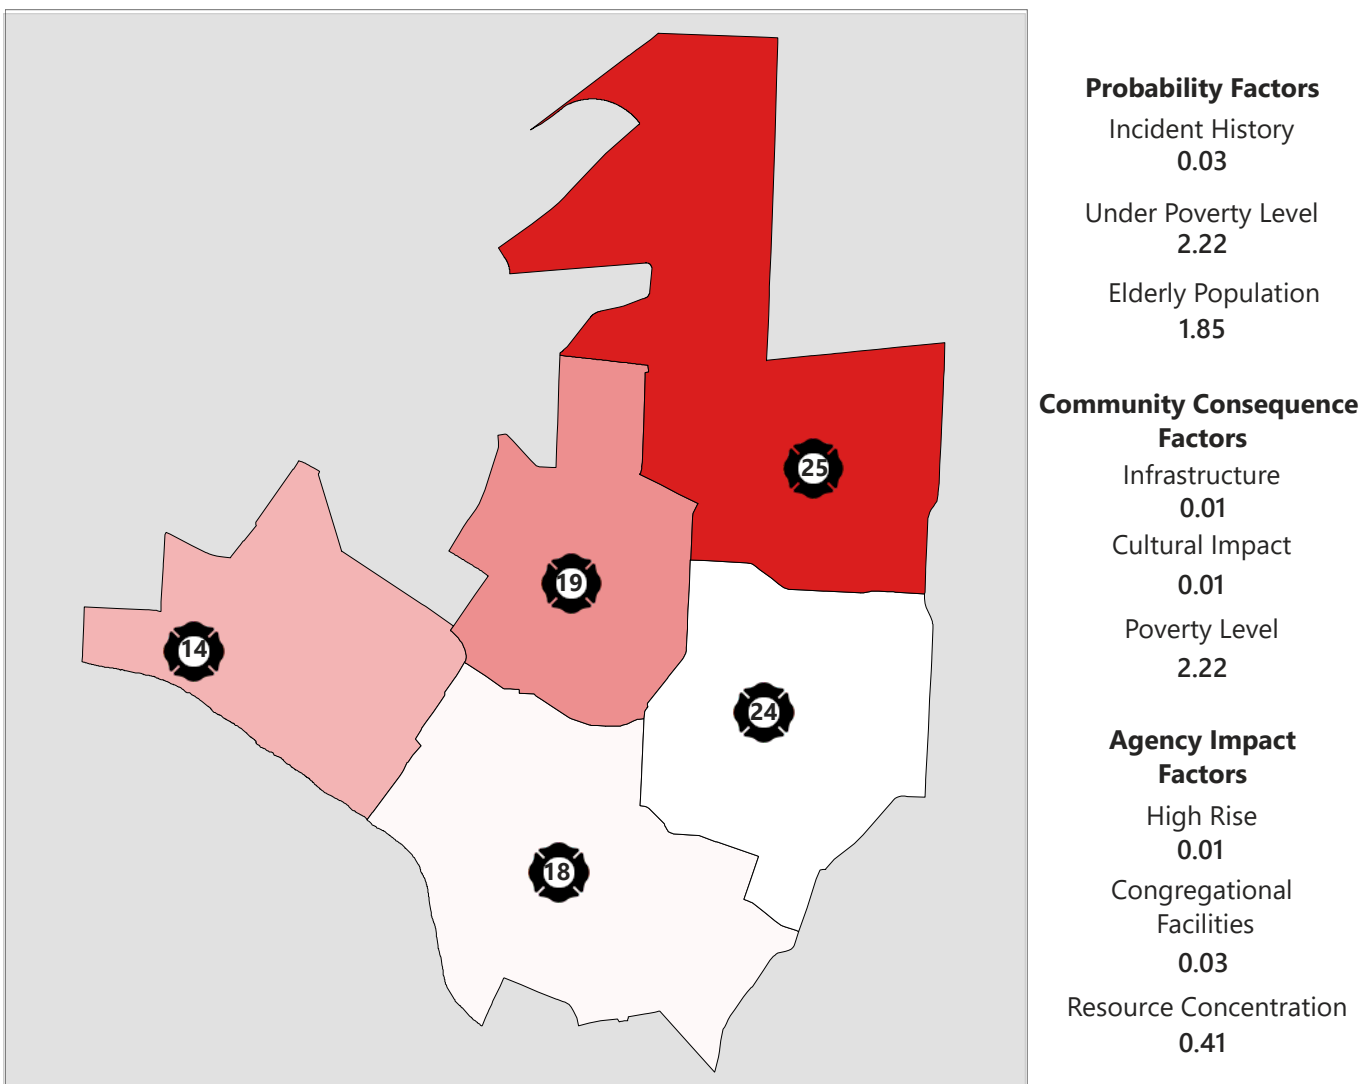 Probability Factors
Incident History
0.03
Under Poverty Level
2.22
Elderly Population
1.85
Community Consequence
Factors
Infrastructure
0.01
Cultural Impact
0.01
Poverty Level
2.22
Agency Impact
Factors
High Rise
0.01
Congregational
Facilities
0.03
Resource Concentration
0.41
25
19
14
24
18